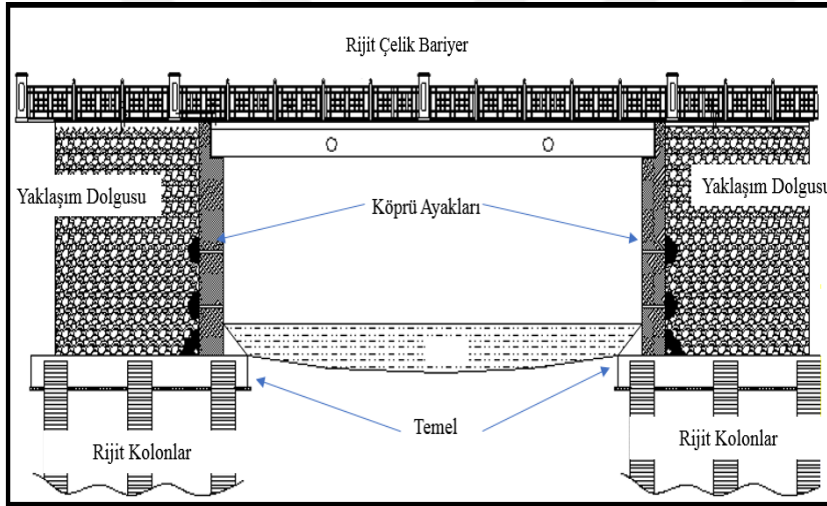 Rijit Çelik Bariyer
Yaklaşım Dolgusu
Yaklaşım Dolgusu
Köprü Ayakları
Temel
Rijit Kolonlar
Rijit Kolonlar